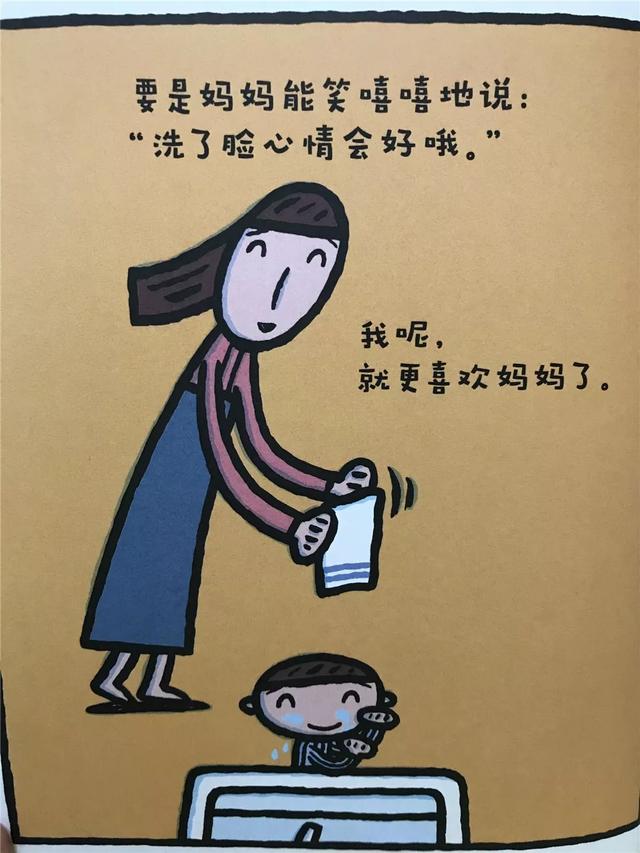 要是妈妈能笑嘻嘻地说：
“洗了脸心情会好哦。”
我呢，
就更喜欢妈妈了。